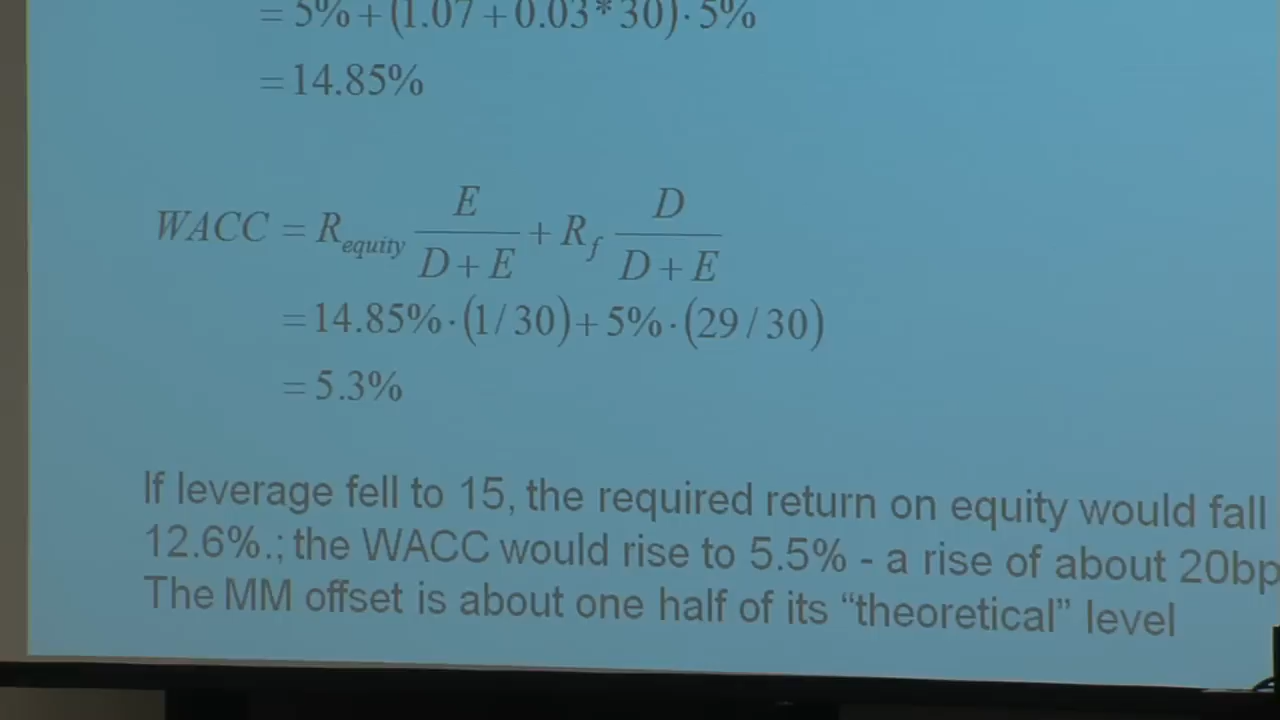 = 5% + (1.07 + 0.03*30)·5%
= 14.85%
WACC = R_equity E/(D+E) + R_f D/(D+E)
= 14.85%·(1/30) + 5%·(29/30)
= 5.3%
If leverage fell to 15, the required return on equity would fall
12.6%.; the WACC would rise to 5.5% - a rise of about 20bp
The MM offset is about one half of its “theoretical” level